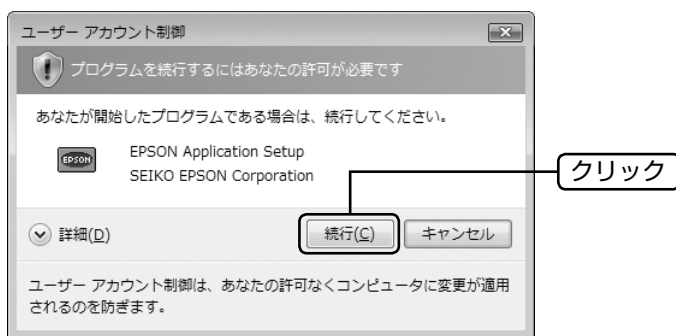 ユーザー アカウント制御
プログラムを続行するにはあなたの許可が必要です
あなたが開始したプログラムである場合は、続行してください。
EPSON
EPSON Application Setup
SEIKO EPSON Corporation
クリック
詳細(D)
続行(C)
キャンセル
ユーザー アカウント制御は、あなたの許可なくコンピュータに変更が適用
されるのを防ぎます。